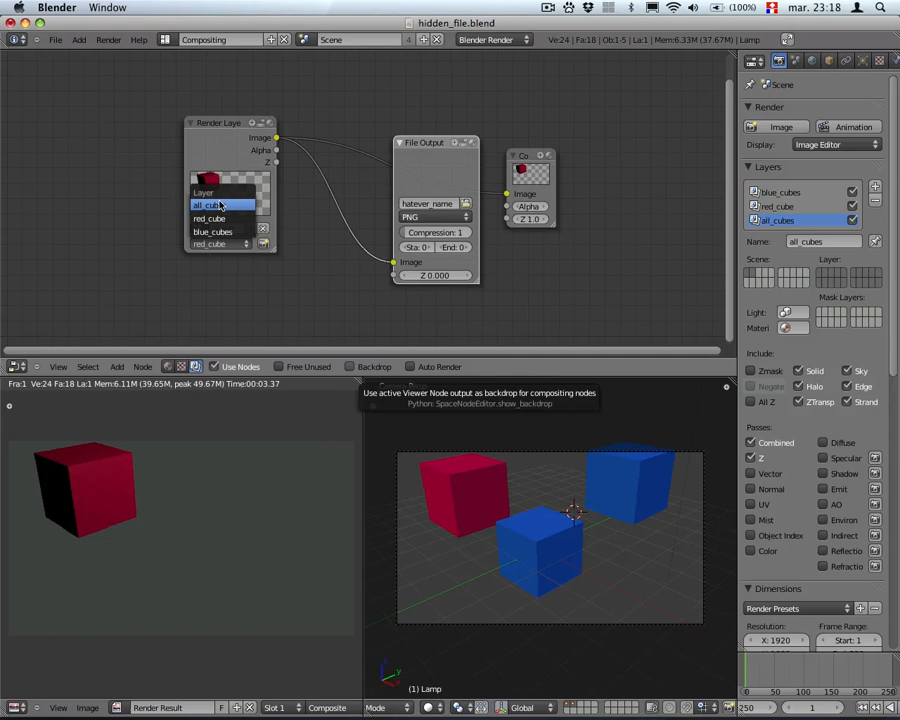 Blender Window (100%) mar. 23:18
hidden_file.blend
File Add Render Help Compositing Scene 4 Blender Render Ve:24 | Fa:18 | Ob:1-5 | La:1 | Mem:6.33M (37.67M) | Lamp
Render Laye
Image
Alpha
Z
Layer
all_cubes
red_cube
blue_cubes
red_cube
File Output
hatever_name
PNG
Compression: 1
Sta: 0 End: 0
Image
Z 0.000
Co
Image
Alpha
Z 1.0
View Select Add Node Use Nodes Free Unused Backdrop Auto Render
Use active Viewer Node output as backdrop for compositing nodes
Python: SpaceNodeEditor.show_backdrop
Fra:1 Ve:24 Fa:18 La:1 Mem:6.11M (39.65M, peak 49.67M) Time:00:03.37
(1) Lamp
View Image Render Result F Slot 1 Composite
Mode Global
Scene
Render
Image Animation
Display: Image Editor
Layers
blue_cubes
red_cube
all_cubes
Name: all_cubes
Scene: Layer:
Mask Layers:
Light:
Materi
Include:
Zmask Solid Sky
Negate Halo Edge
All Z ZTransp Strand
Passes:
Combined Diffuse
Z Specular
Vector Shadow
Normal Emit
UV AO
Mist Environ
Object Index Indirect
Color Reflectio
Refractio
Dimensions
Render Presets
Resolution: Frame Range:
X: 1920 Start: 1
0 50 100 150 200 250
250 1